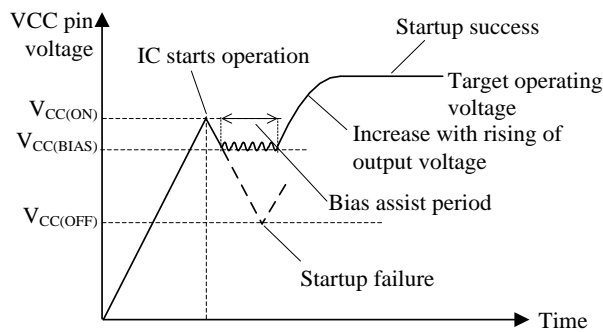 VCC pin
voltage
Startup success
IC starts operation
Target operating
voltage
VCC(ON)
Increase with rising of
output voltage
VCC(BIAS)
Bias assist period
VCC(OFF)
Startup failure
Time